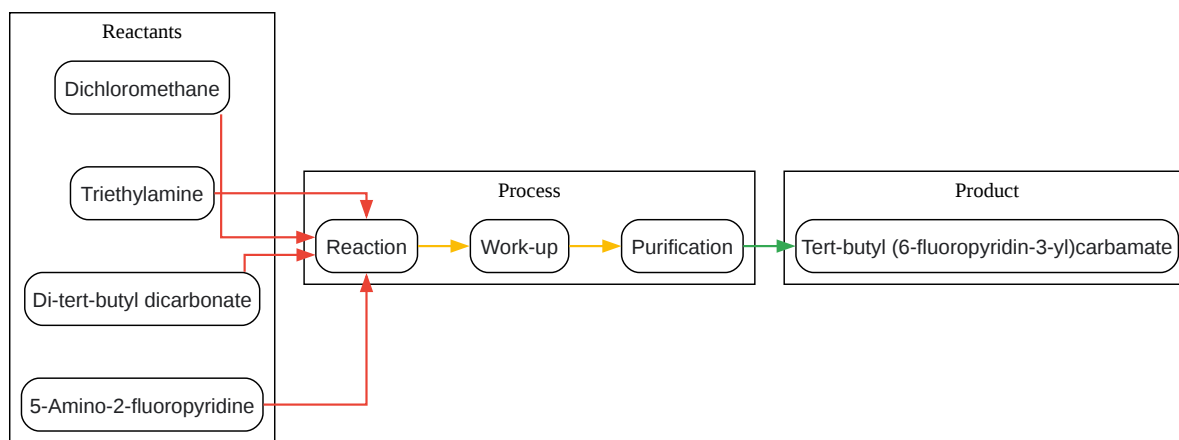 Reactants
Dichloromethane
Triethylamine
Di-tert-butyl dicarbonate
5-Amino-2-fluoropyridine
Process
Reaction
Work-up
Purification
Product
Tert-butyl (6-fluoropyridin-3-yl)carbamate